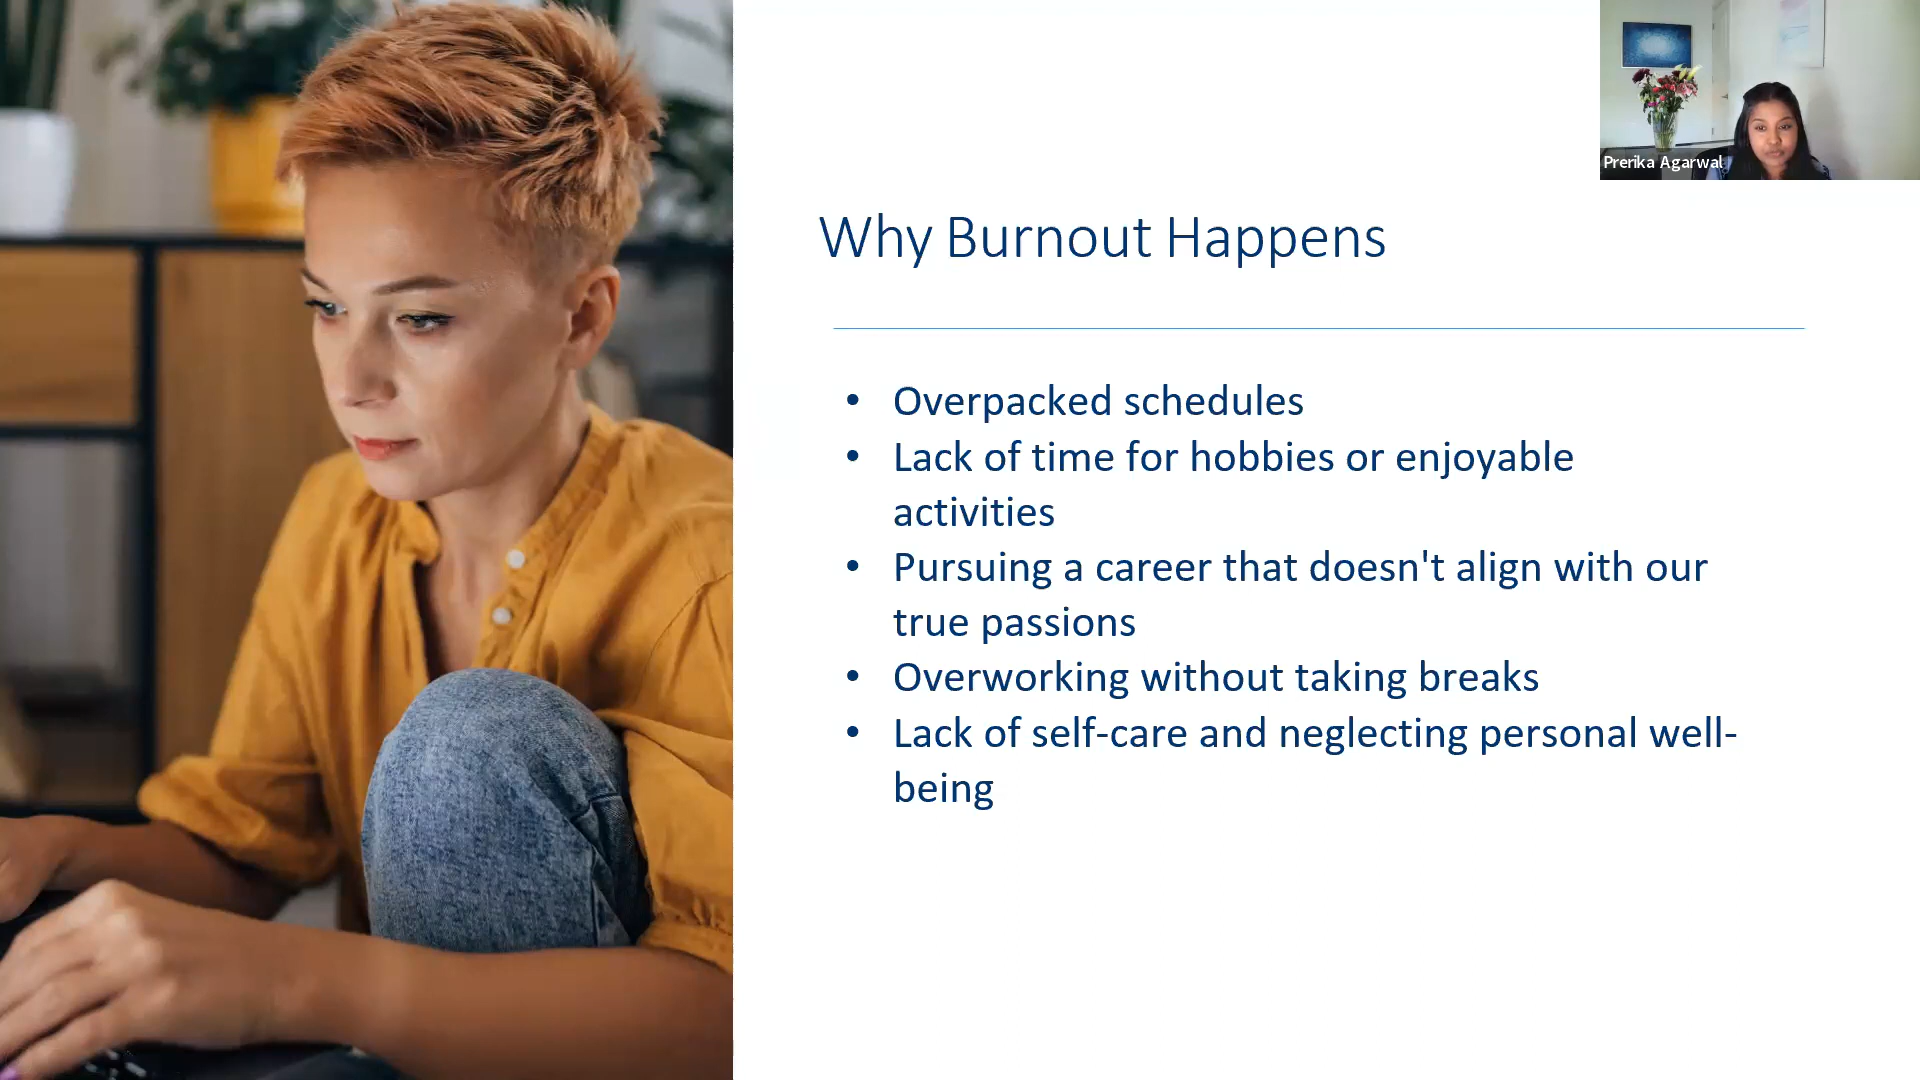 Prerika Agarwal
Why Burnout Happens
• Overpacked schedules
• Lack of time for hobbies or enjoyable
activities
• Pursuing a career that doesn't align with our
true passions
• Overworking without taking breaks
• Lack of self-care and neglecting personal well-
being